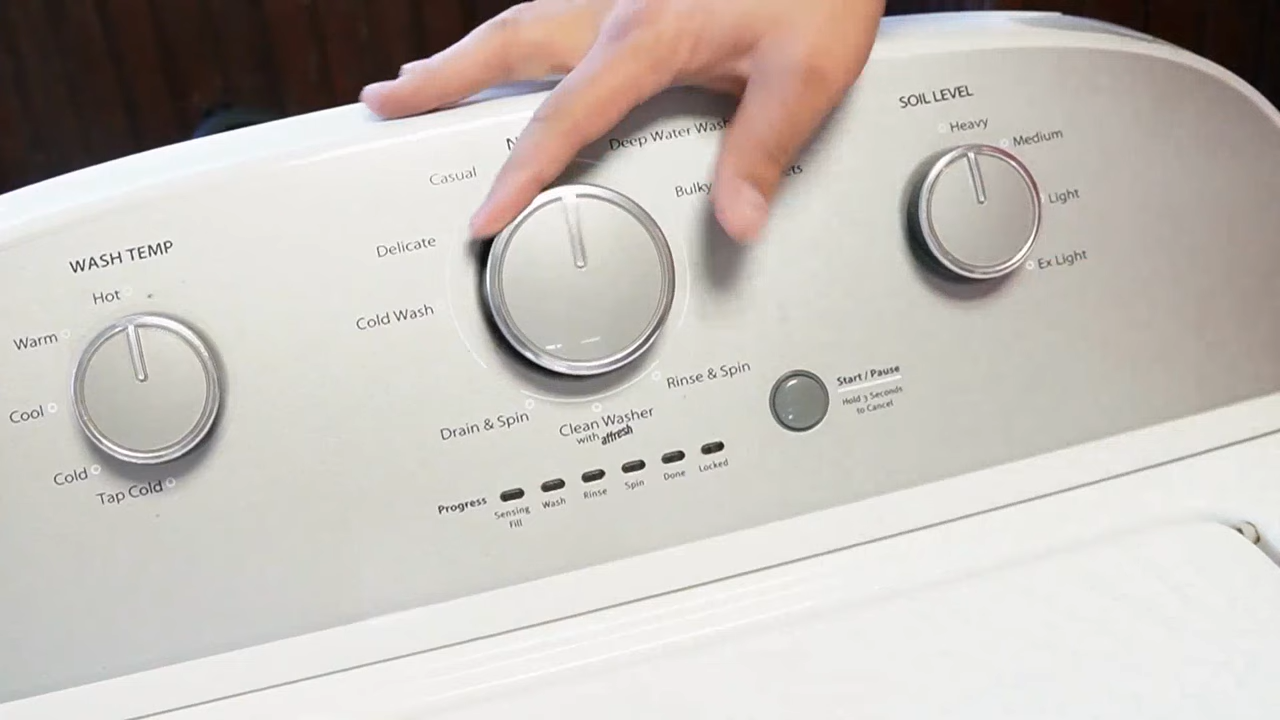 WASH TEMP
Hot
Warm
Cool
Cold
Tap Cold
Casual
Delicate
Cold Wash
Drain & Spin
Deep Water Wash
Bulky
Rinse & Spin
Clean Washer
with affresh
Progress
Sensing
Fill
Wash
Rinse
Spin
Done
Locked
Start / Pause
Hold 3 Seconds
to Cancel
SOIL LEVEL
Heavy
Medium
Light
Ex Light